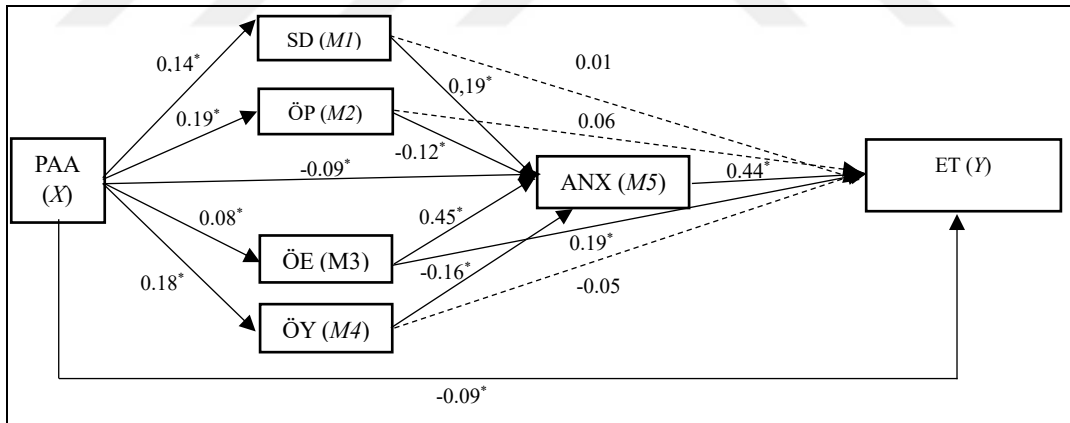 SD (M1)
0,14*
0.01
0,19*
ÖP (M2)
0.19*
0.06
-0.12*
PAA
(X)
-0.09*
ANX (M5)
0.44*
ET (Y)
0.08*
0.45*
ÖE (M3)
0.19*
-0.16*
0.18*
-0.05
ÖY (M4)
-0.09*